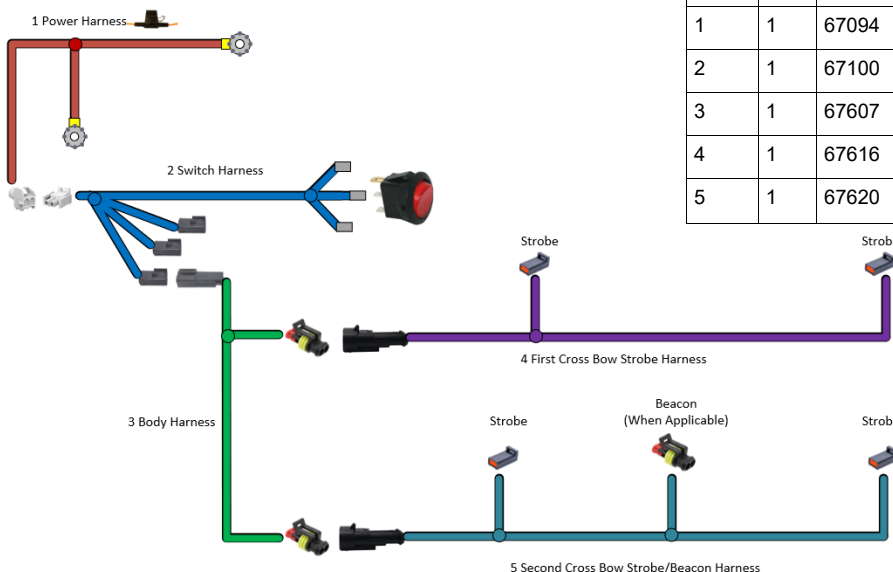 1 Power Harness
1 1 67094
2 1 67100
3 1 67607
4 1 67616
5 1 67620
2 Switch Harness
Strobe
Strob
4 First Cross Bow Strobe Harness
Beacon
(When Applicable)
3 Body Harness
Strobe
Strob
5 Second Cross Bow Strobe/Beacon Harness